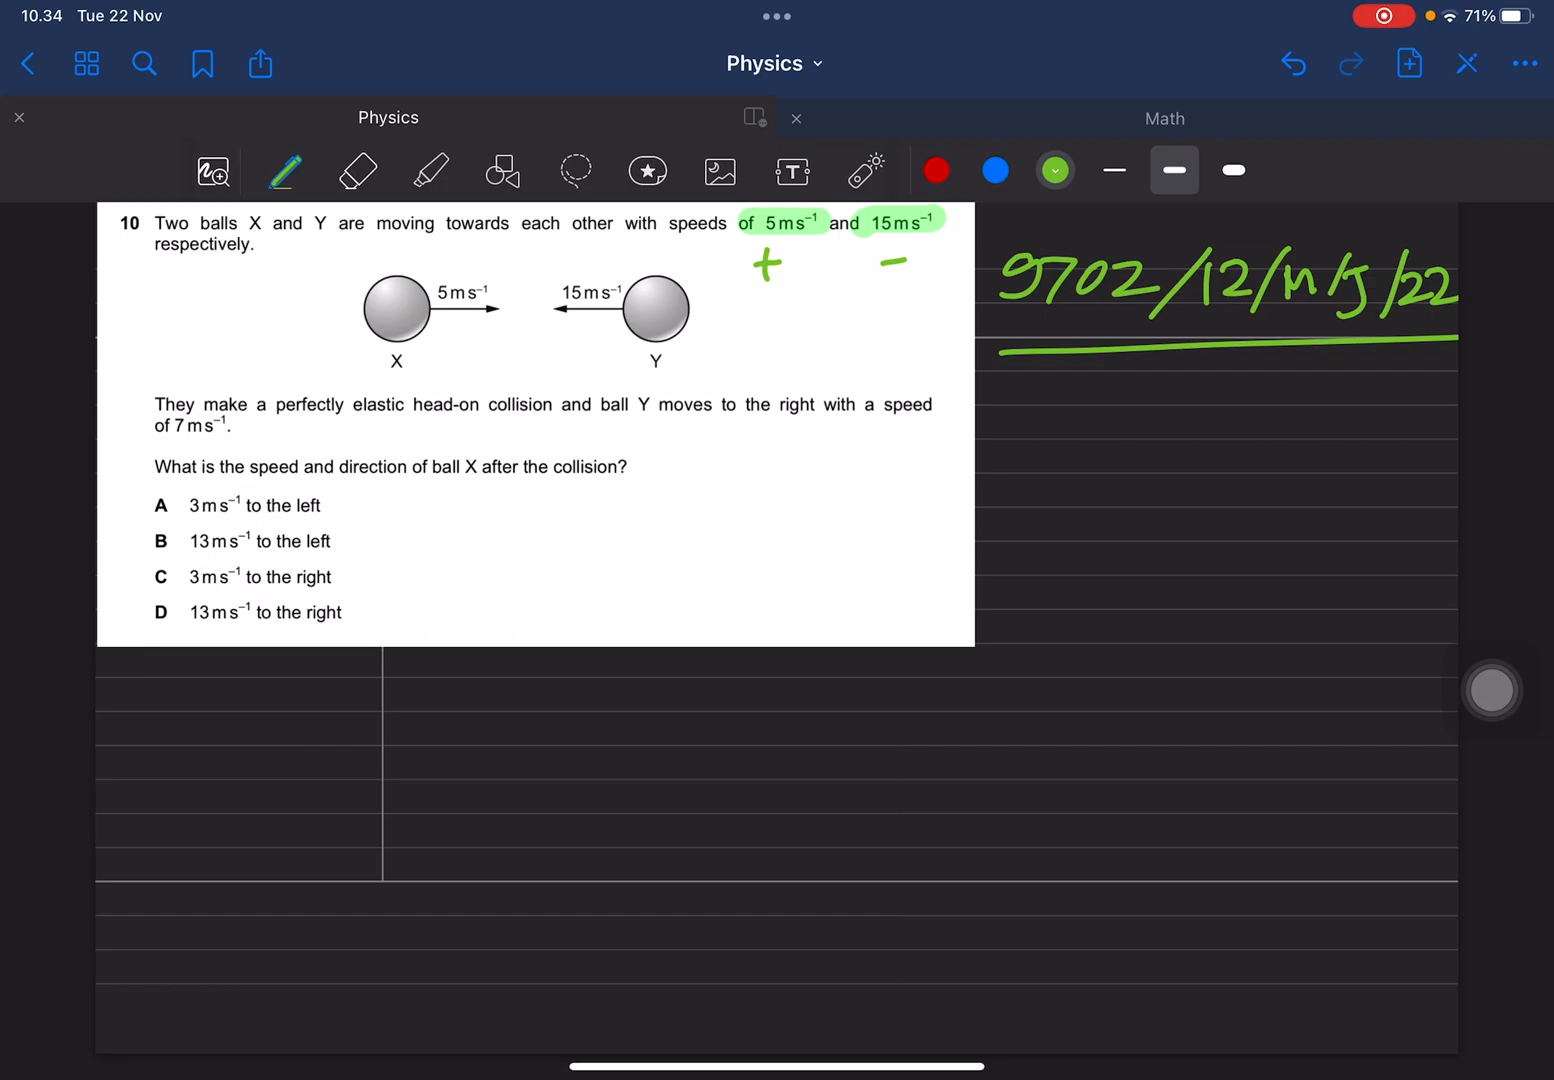 10.34 Tue 22 Nov
71%
Physics
Physics
Math
T
10 Two balls X and Y are moving towards each other with speeds of 5 m s⁻¹ and 15 m s⁻¹
respectively.
+ −
9702/12/M/J/22
5 m s⁻¹ 15 m s⁻¹
X Y
They make a perfectly elastic head-on collision and ball Y moves to the right with a speed
of 7 m s⁻¹.
What is the speed and direction of ball X after the collision?
A 3 m s⁻¹ to the left
B 13 m s⁻¹ to the left
C 3 m s⁻¹ to the right
D 13 m s⁻¹ to the right